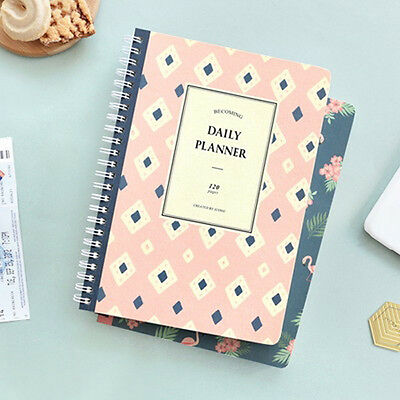 BECOMING
DAILY
PLANNER
120
pages
CREATED BY ICONIC